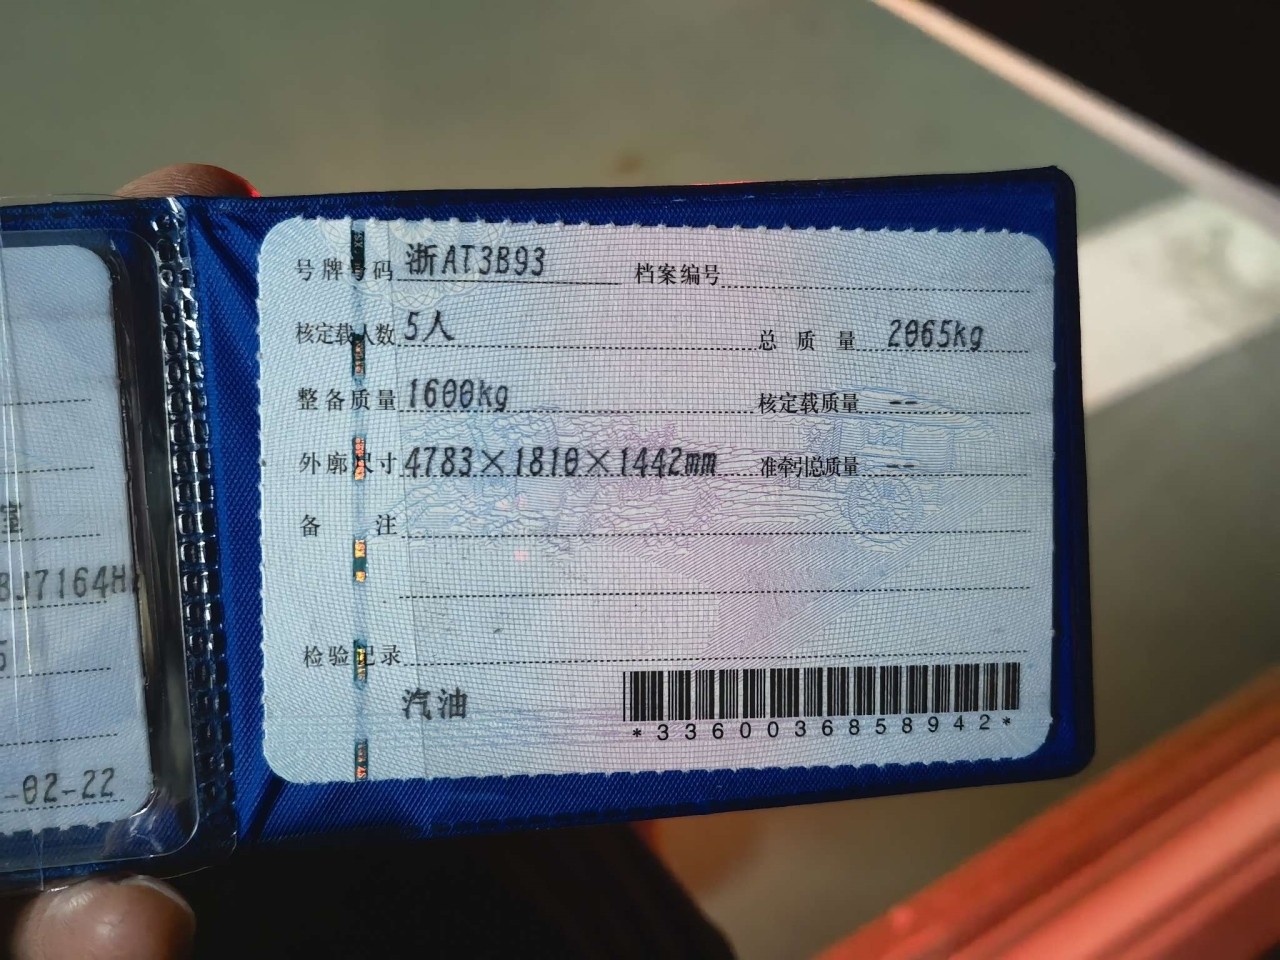 号牌号码 浙AT3B93 档案编号
核定载人数 5人 总质量 2065kg
整备质量 1600kg 核定载质量 --
外廓尺寸 4783×1810×1442mm 准牵引总质量 --
备注
检验记录
汽油
*3360036858942*
室
BJ7164H
5
-02-22